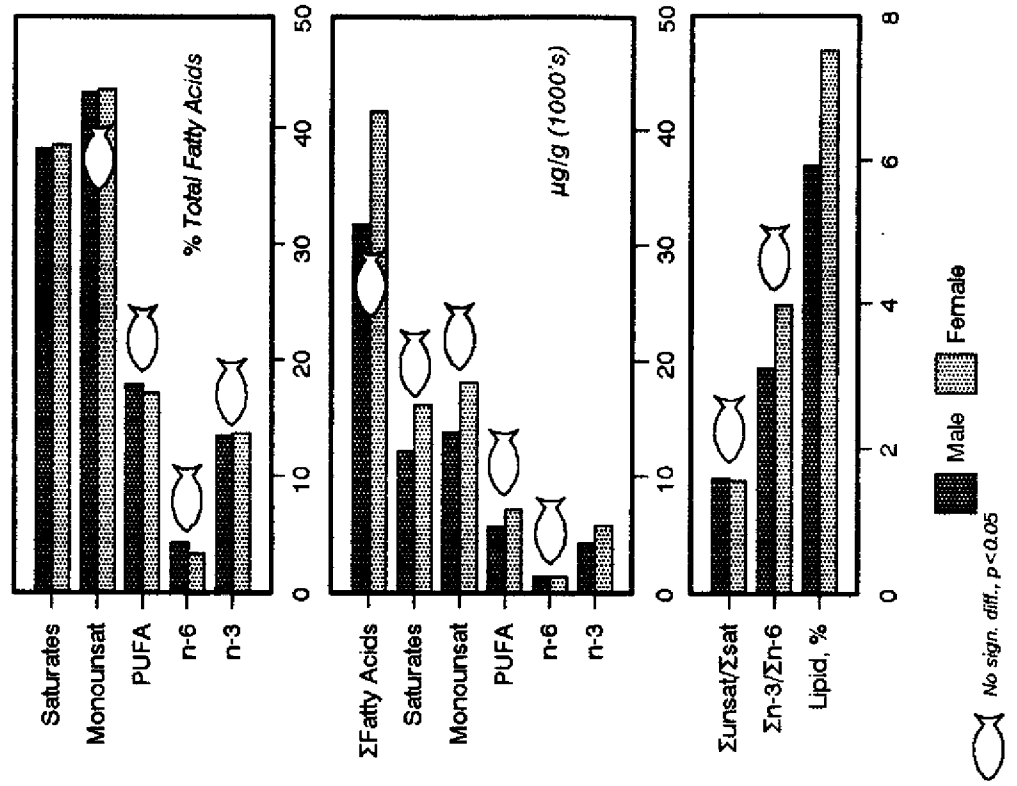 Saturates
Monounsat
PUFA
n-6
n-3
% Total Fatty Acids
0 10 20 30 40 50
ΣFatty Acids
Saturates
Monounsat
PUFA
n-6
n-3
µg/g (1000's)
0 10 20 30 40 50
Σunsat/Σsat
Σn-3/Σn-6
Lipid, %
0 2 4 6 8
Male Female
No sign. diff., p<0.05